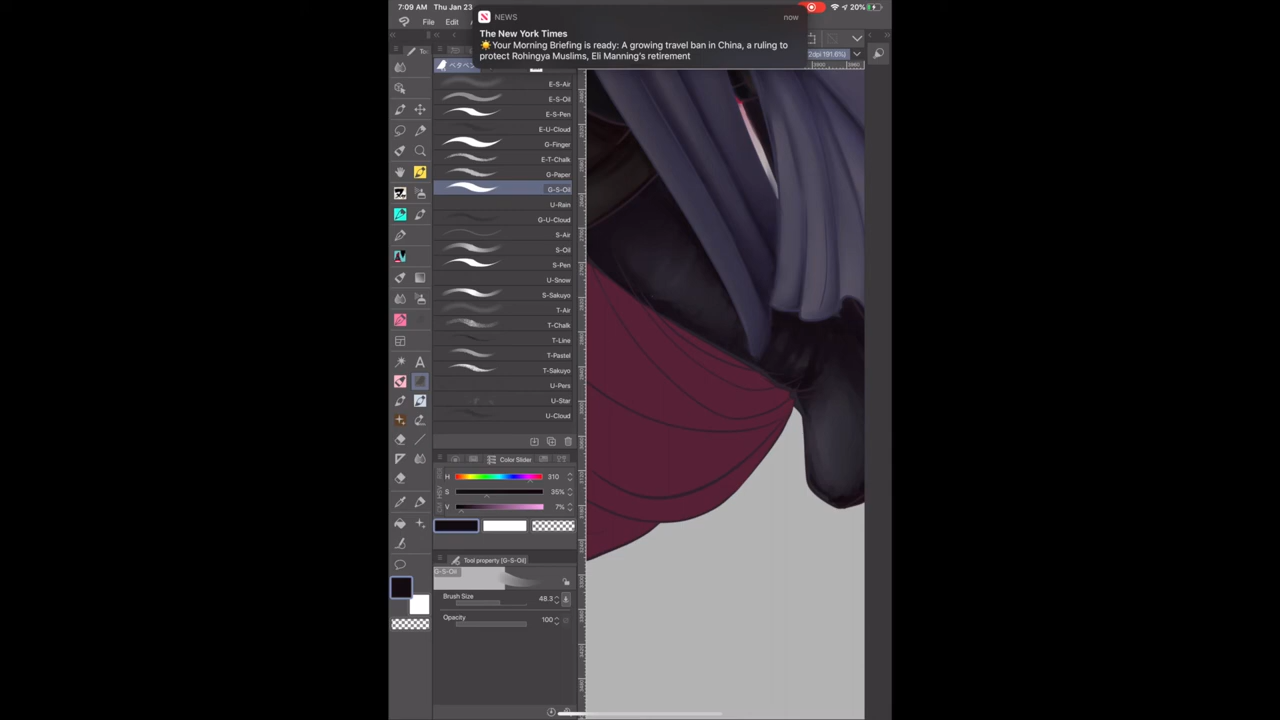 7:09 AM Thu Jan 23
20%
NEWS
now
The New York Times
☀️Your Morning Briefing is ready: A growing travel ban in China, a ruling to
protect Rohingya Muslims, Eli Manning's retirement
File Edit
E-S-Air
E-S-Oil
E-S-Pen
E-U-Cloud
G-Finger
E-T-Chalk
G-Paper
G-S-Oil
U-Rain
G-U-Cloud
S-Air
S-Oil
S-Pen
U-Snow
S-Sakuyo
T-Air
T-Chalk
T-Line
T-Pastel
T-Sakuyo
U-Pers
U-Star
U-Cloud
Color Slider
H 310
S 35%
V 7%
Tool property [G-S-Oil]
G-S-Oil
Brush Size 48.3
Opacity 100